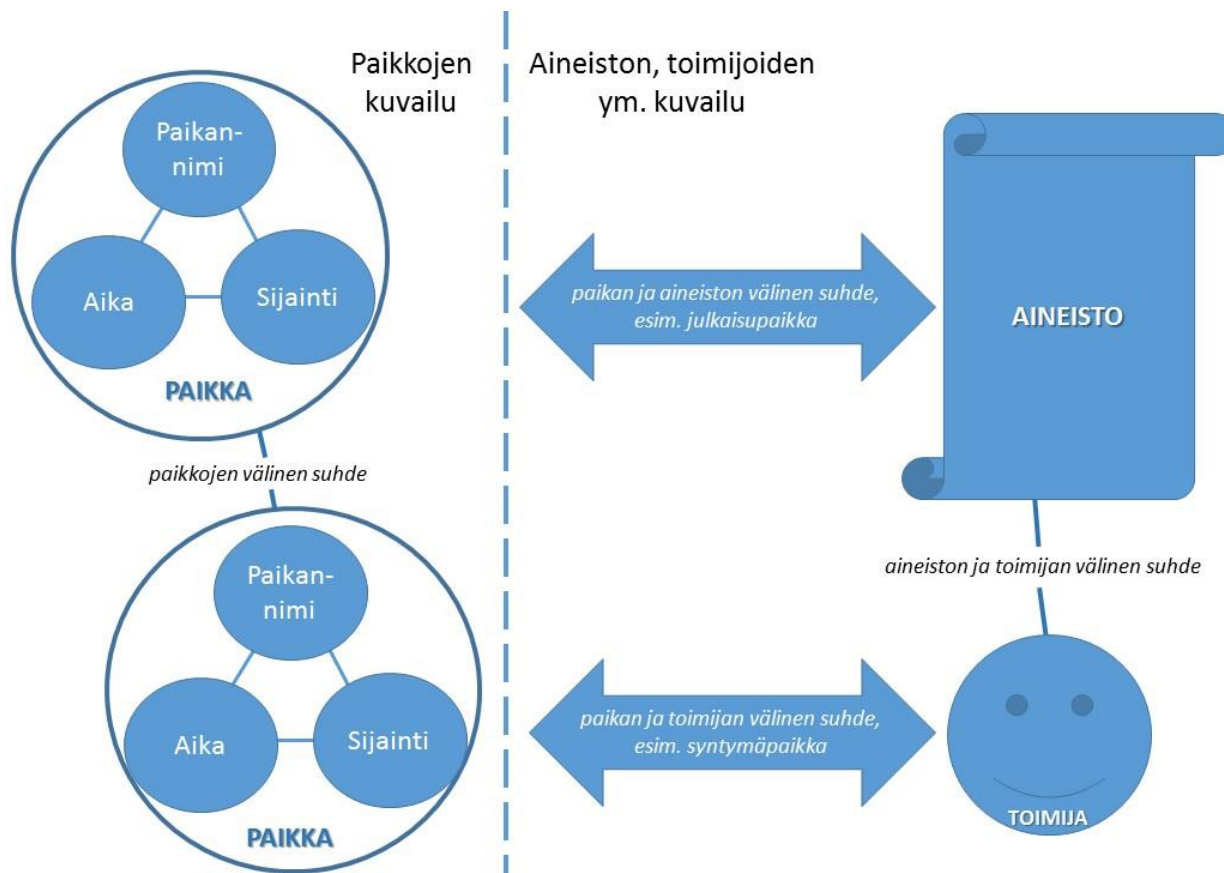 Paikkojen
kuvailu
Aineiston, toimijoiden
ym. kuvailu
Paikan-
nimi
Aika
Sijainti
PAIKKA
paikan ja aineiston välinen suhde,
esim. julkaisupaikka
AINEISTO
paikkojen välinen suhde
aineiston ja toimijan välinen suhde
Paikan-
nimi
Aika
Sijainti
PAIKKA
paikan ja toimijan välinen suhde,
esim. syntymäpaikka
TOIMIJA